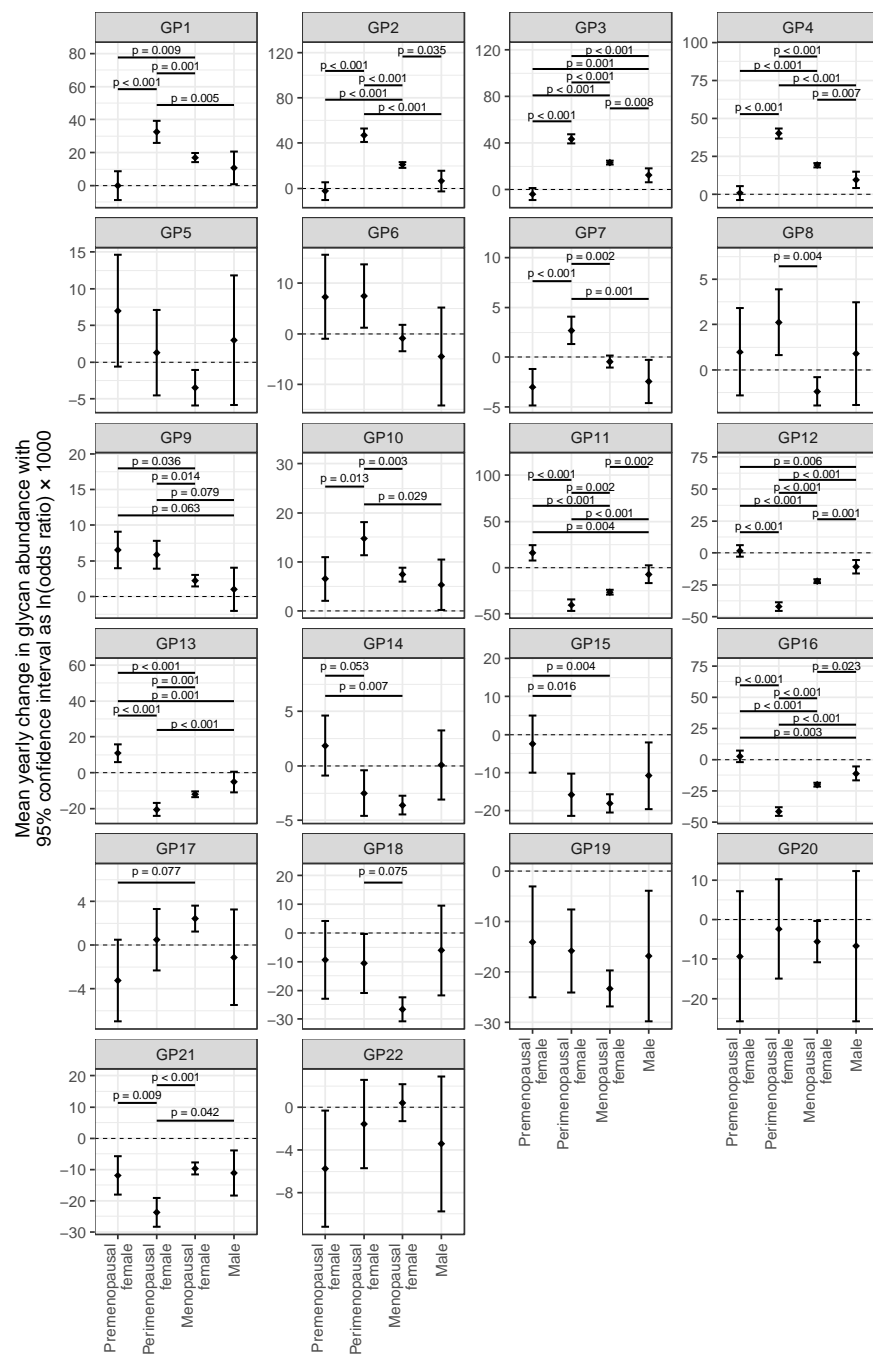 Mean yearly change in glycan abundance with
95% confidence interval as ln(odds ratio) × 1000
GP1
80
60
40
20
0
p = 0.009
p = 0.001
p < 0.001
p = 0.005
GP2
120
80
40
0
p = 0.035
p < 0.001
p < 0.001
p < 0.001
p < 0.001
GP3
120
80
40
0
p < 0.001
p = 0.001
p < 0.001
p < 0.001
p = 0.008
p < 0.001
GP4
100
75
50
25
0
p < 0.001
p < 0.001
p < 0.001
p = 0.007
p < 0.001
GP5
15
10
5
0
−5
GP6
10
0
−10
GP7
10
5
0
−5
p = 0.002
p < 0.001
p = 0.001
GP8
5
2
0
p = 0.004
GP9
20
15
10
5
0
p = 0.036
p = 0.014
p = 0.079
p = 0.063
GP10
30
20
10
0
p = 0.003
p = 0.013
p = 0.029
GP11
100
50
0
−50
p = 0.002
p < 0.001
p = 0.002
p < 0.001
p < 0.001
p = 0.004
GP12
75
50
25
0
−25
−50
p = 0.006
p < 0.001
p < 0.001
p < 0.001
p < 0.001
p = 0.001
GP13
60
40
20
0
−20
p < 0.001
p = 0.001
p = 0.001
p < 0.001
p < 0.001
GP14
5
0
−5
p = 0.053
p = 0.007
GP15
20
10
0
−10
−20
p = 0.004
p = 0.016
GP16
75
50
25
0
−25
−50
p = 0.023
p < 0.001
p < 0.001
p < 0.001
p < 0.001
p = 0.003
GP17
4
0
−4
p = 0.077
GP18
20
10
0
−10
−20
−30
p = 0.075
GP19
0
−10
−20
−30
Premenopausal
female
Perimenopausal
female
Menopausal
female
Male
GP20
10
0
−10
−20
Premenopausal
female
Perimenopausal
female
Menopausal
female
Male
GP21
20
10
0
−10
−20
−30
p < 0.001
p = 0.009
p = 0.042
Premenopausal
female
Perimenopausal
female
Menopausal
female
Male
GP22
0
−4
−8
Premenopausal
female
Perimenopausal
female
Menopausal
female
Male